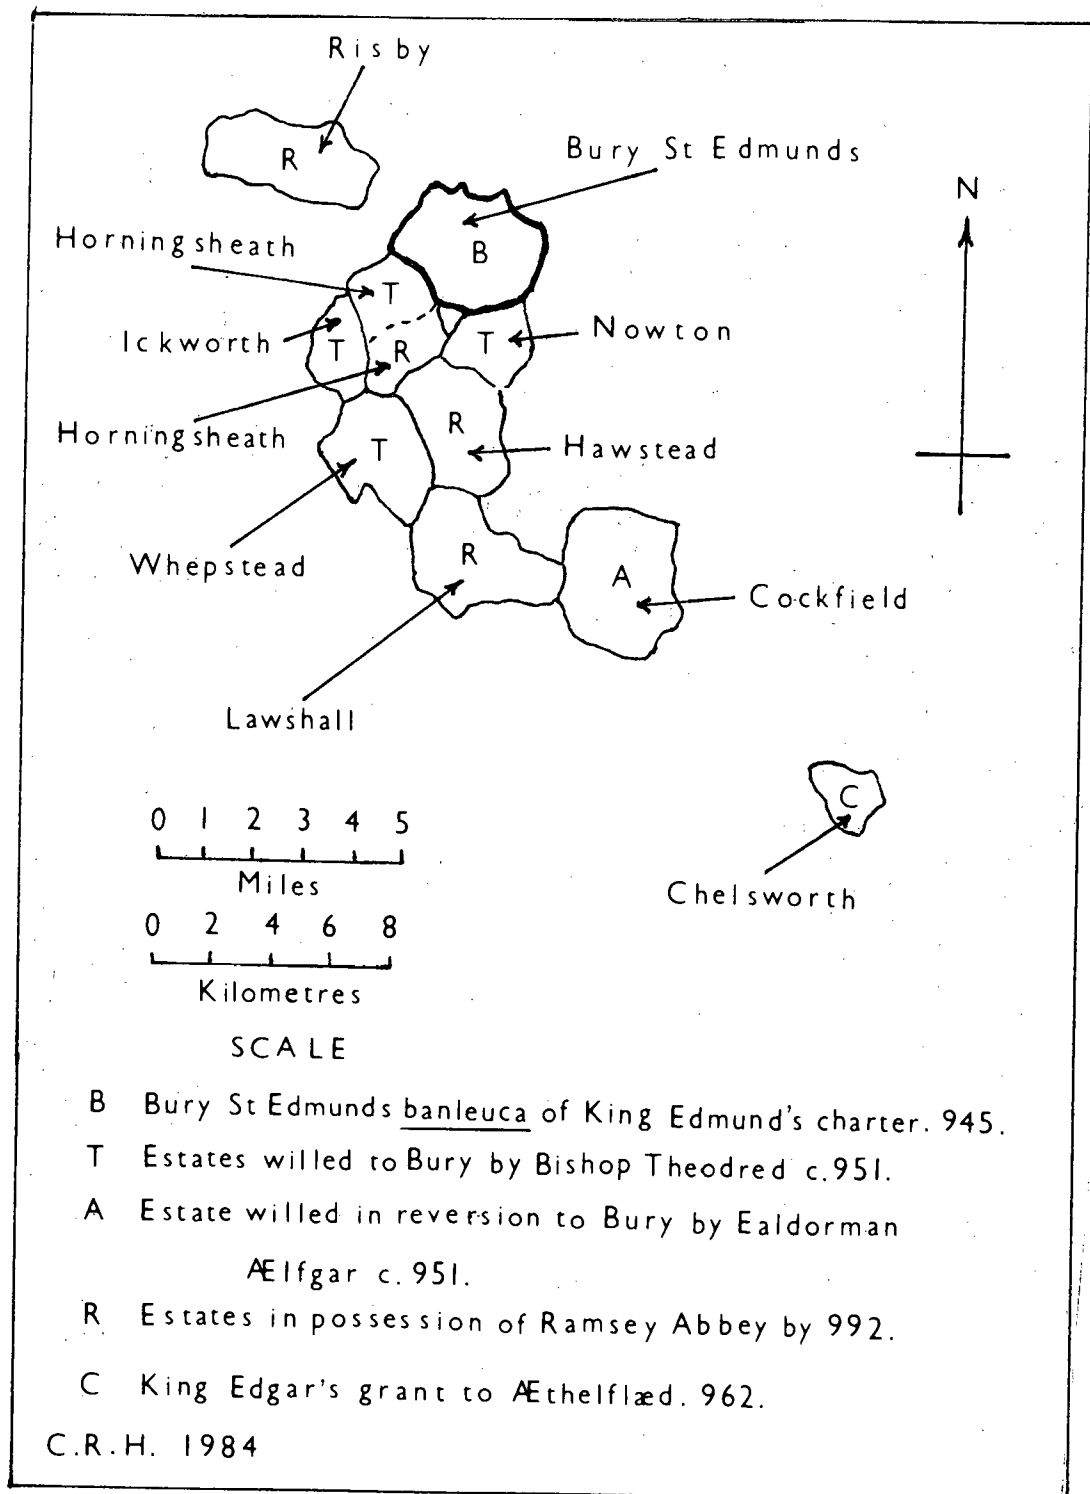 Risby
R
Bury St Edmunds
N
B
Horningsheath
T
Ickworth
T
R
T
Nowton
Horningsheath
R
T
Hawstead
Whepstead
R
A
Cockfield
Lawshall
C
Chelsworth
0 1 2 3 4 5
Miles
0 2 4 6 8
Kilometres
SCALE
B Bury St Edmunds banleuca of King Edmund's charter. 945.
T Estates willed to Bury by Bishop Theodred c.951.
A Estate willed in reversion to Bury by Ealdorman
Ælfgar c.951.
R Estates in possession of Ramsey Abbey by 992.
C King Edgar's grant to Æthelflæd. 962.
C.R.H. 1984